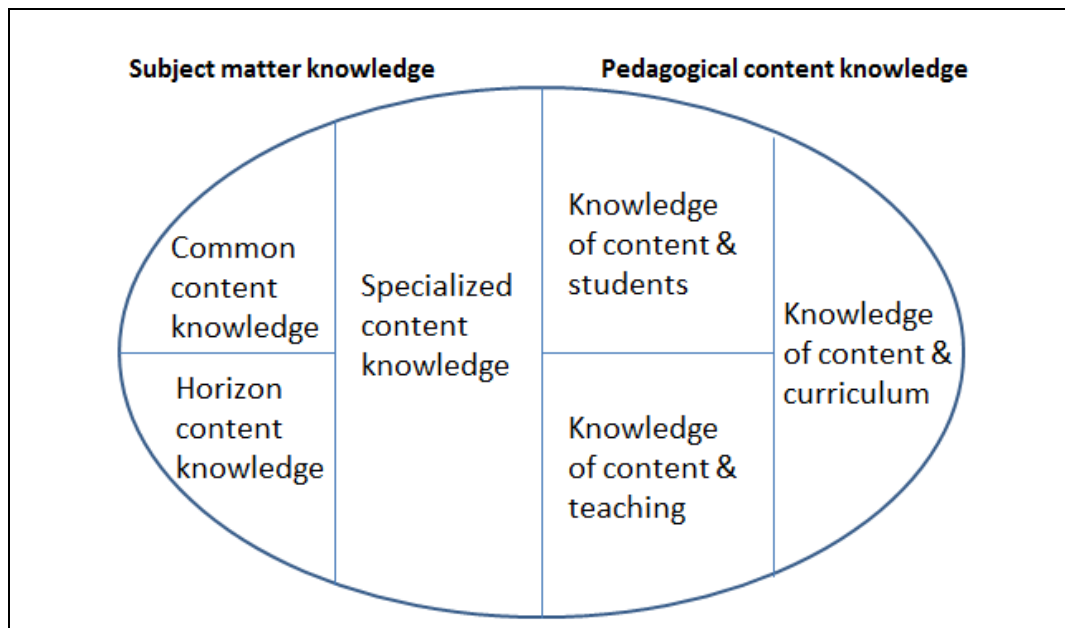 Subject matter knowledge
Pedagogical content knowledge
Common
content
knowledge
Horizon
content
knowledge
Specialized
content
knowledge
Knowledge
of content &
students
Knowledge
of content &
teaching
Knowledge
of content &
curriculum